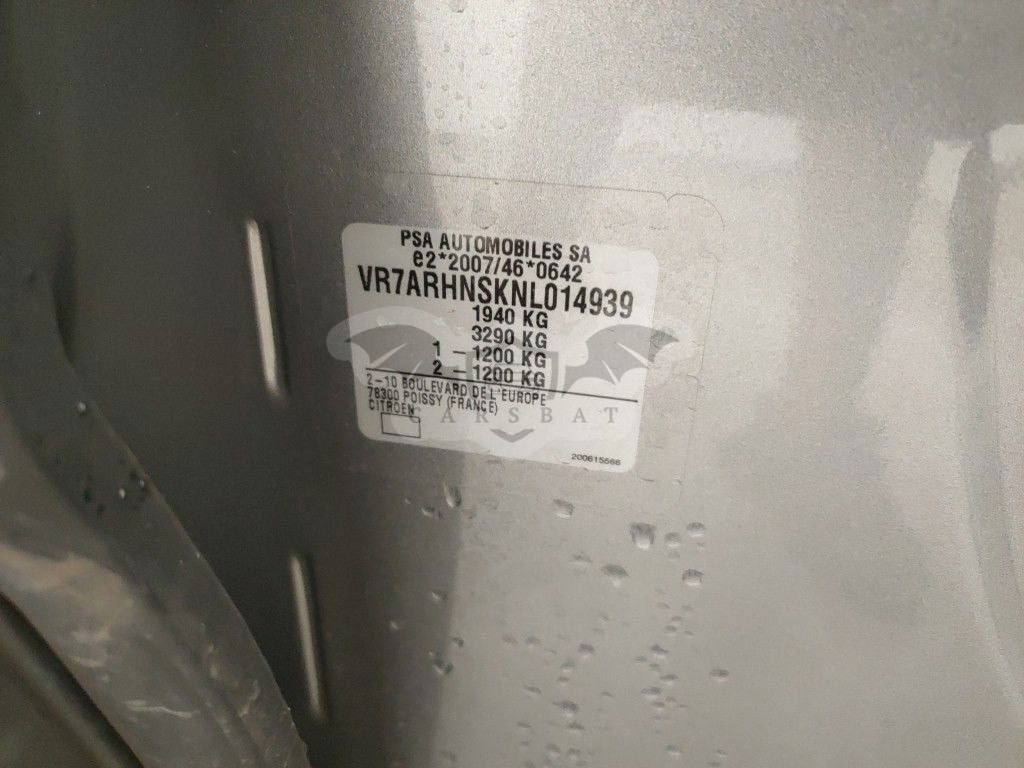 PSA AUTOMOBILES SA
e2*2007/46*0642
VR7ARHNSKNL014939
1940 KG
3290 KG
1 – 1200 KG
2 – 1200 KG
2–10 BOULEVARD DE L'EUROPE
78300 POISSY (FRANCE)
CITROEN
CARSBAT
200615566